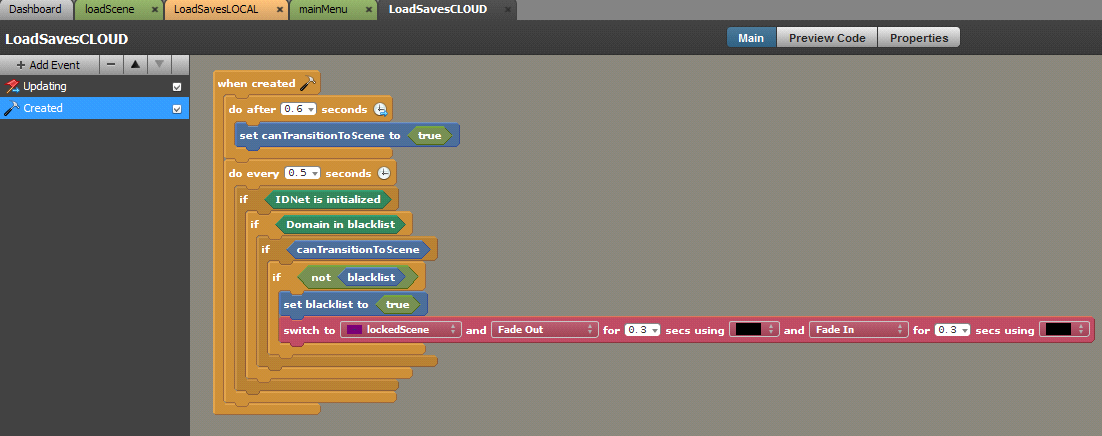 Dashboard loadScene × LoadSavesLOCAL × mainMenu × LoadSavesCLOUD ×
LoadSavesCLOUD Main Preview Code Properties
+ Add Event − ▲ ▼
Updating
Created
when created
do after 0.6 seconds
set canTransitionToScene to true
do every 0.5 seconds
if IDNet is initialized
if Domain in blacklist
if canTransitionToScene
if not blacklist
set blacklist to true
switch to lockedScene and Fade Out for 0.3 secs using and Fade In for 0.3 secs using